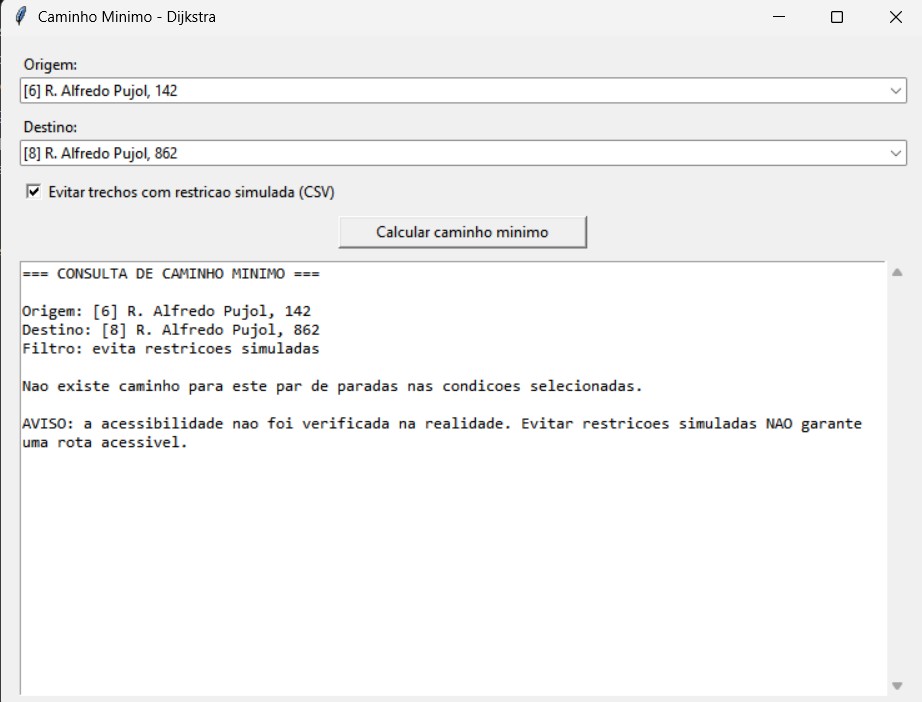 Caminho Minimo - Dijkstra
Origem:
[6] R. Alfredo Pujol, 142
Destino:
[8] R. Alfredo Pujol, 862
Evitar trechos com restricao simulada (CSV)
Calcular caminho minimo
=== CONSULTA DE CAMINHO MINIMO ===
Origem: [6] R. Alfredo Pujol, 142
Destino: [8] R. Alfredo Pujol, 862
Filtro: evita restricoes simuladas
Nao existe caminho para este par de paradas nas condicoes selecionadas.
AVISO: a acessibilidade nao foi verificada na realidade. Evitar restricoes simuladas NAO garante
uma rota acessivel.